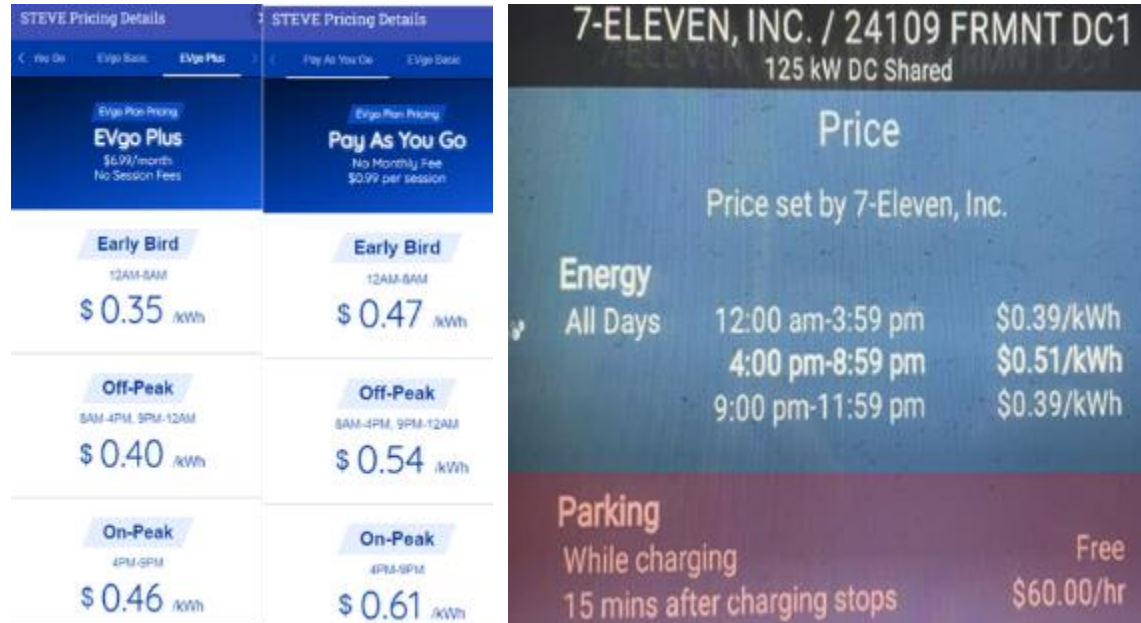 STEVE Pricing Details
EVgo Basic
EVgo Plus
EVgo Plan Pricing
EVgo Plus
$6.99/month
No Session Fees
Early Bird
12AM-8AM
$ 0.35 /kWh
Off-Peak
8AM-4PM, 9PM-12AM
$ 0.40 /kWh
On-Peak
4PM-9PM
$ 0.46 /kWh
STEVE Pricing Details
Pay As You Go
EVgo Basic
EVgo Plan Pricing
Pay As You Go
No Monthly Fee
$0.99 per session
Early Bird
12AM-8AM
$ 0.47 /kWh
Off-Peak
8AM-4PM, 9PM-12AM
$ 0.54 /kWh
On-Peak
4PM-9PM
$ 0.61 /kWh
7-ELEVEN, INC. / 24109 FRMNT DC1
125 kW DC Shared
Price
Price set by 7-Eleven, Inc.
Energy
All Days 12:00 am-3:59 pm $0.39/kWh
4:00 pm-8:59 pm $0.51/kWh
9:00 pm-11:59 pm $0.39/kWh
Parking
While charging Free
15 mins after charging stops $60.00/hr